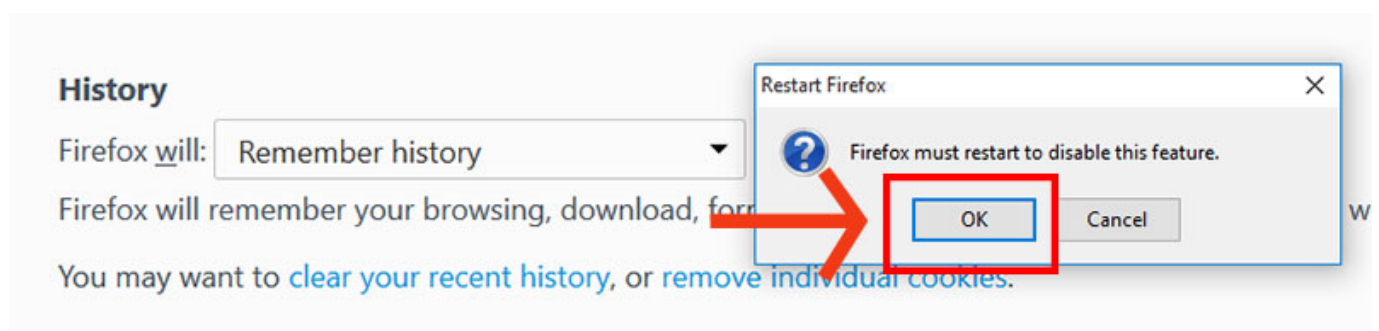 History
Firefox will: Remember history
Firefox will remember your browsing, download, form w
You may want to clear your recent history, or remove individual cookies.
Restart Firefox
Firefox must restart to disable this feature.
OK Cancel